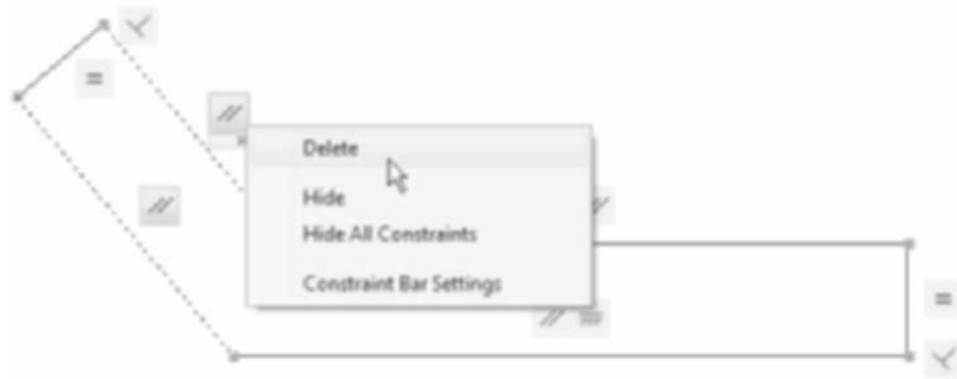 Delete
Hide
Hide All Constraints
Constraint Bar Settings